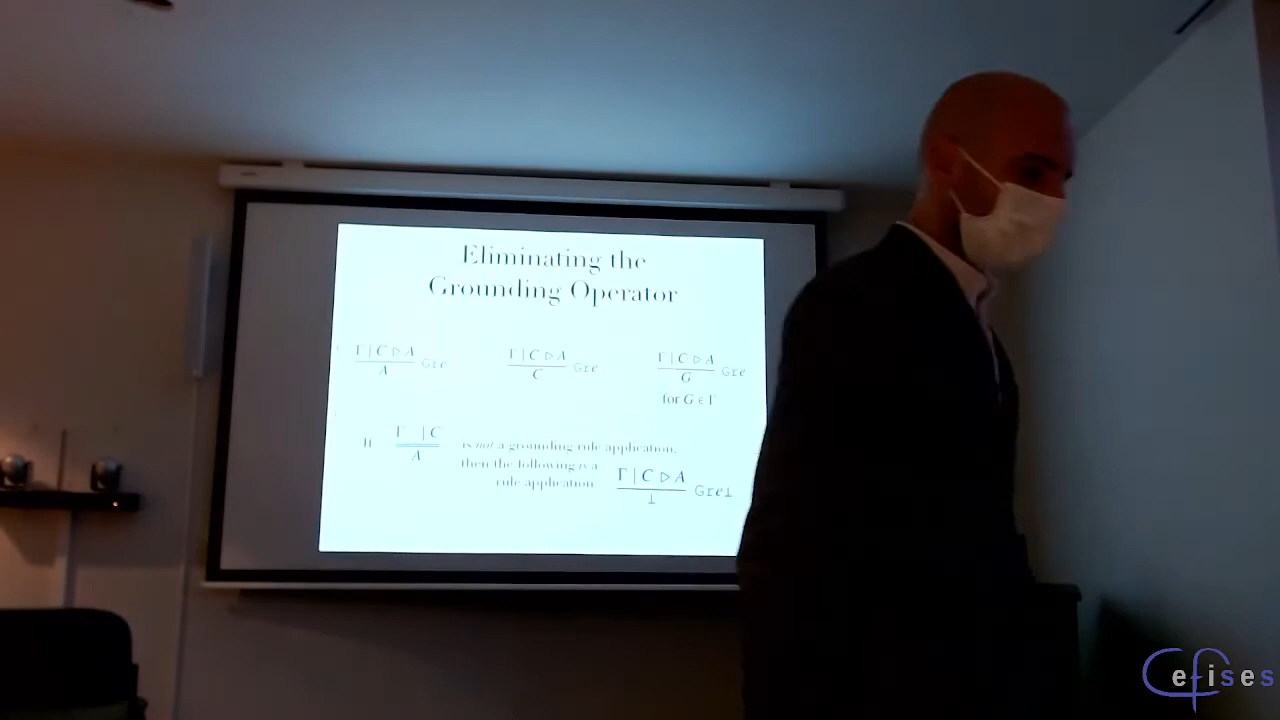 Eliminating the
Grounding Operator
Γ | C ▷ A
A
Gre
Γ | C ▷ A
C
Gre
Γ | C ▷ A
G
Gre
for G ∈ Γ
If
Γ | C
A
is not a grounding rule application,
then the following is a
rule application
Γ | C ▷ A
⊥
Gre⊥
Cefises